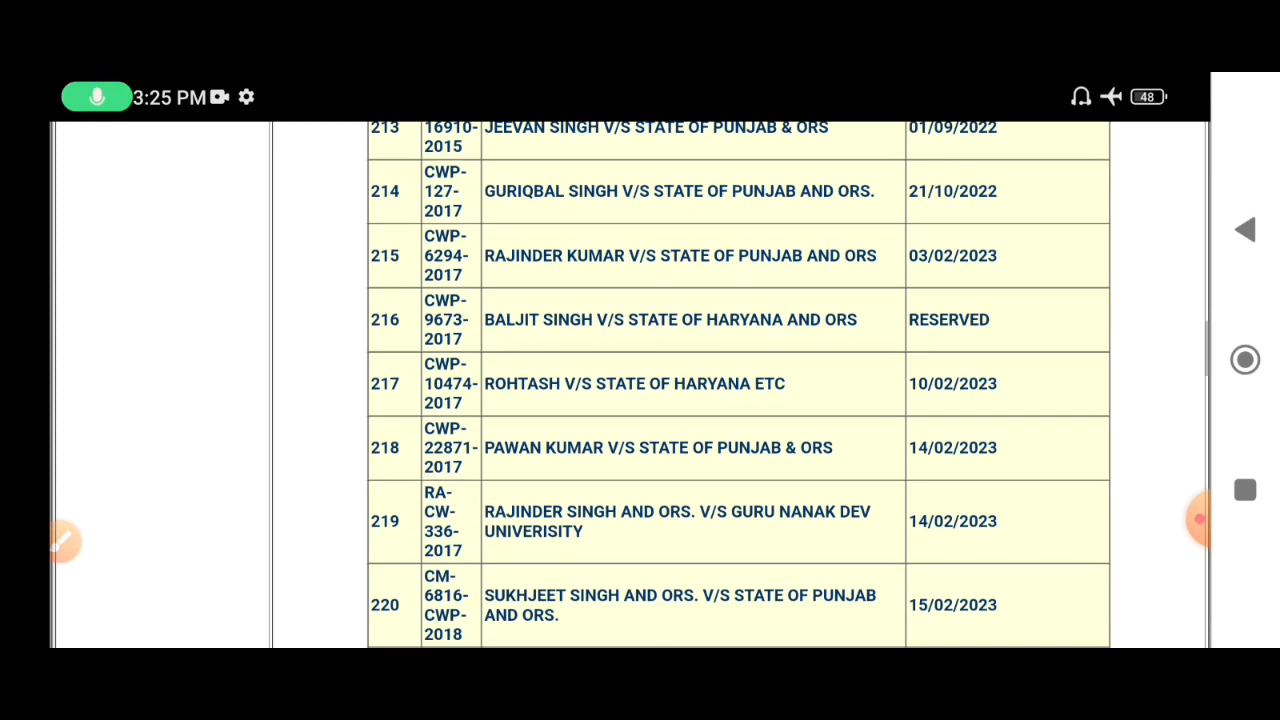 3:25 PM
48
213
16910-
2015
JEEVAN SINGH V/S STATE OF PUNJAB & ORS
01/09/2022
214
CWP-
127-
2017
GURIQBAL SINGH V/S STATE OF PUNJAB AND ORS.
21/10/2022
215
CWP-
6294-
2017
RAJINDER KUMAR V/S STATE OF PUNJAB AND ORS
03/02/2023
216
CWP-
9673-
2017
BALJIT SINGH V/S STATE OF HARYANA AND ORS
RESERVED
217
CWP-
10474-
2017
ROHTASH V/S STATE OF HARYANA ETC
10/02/2023
218
CWP-
22871-
2017
PAWAN KUMAR V/S STATE OF PUNJAB & ORS
14/02/2023
219
RA-
CW-
336-
2017
RAJINDER SINGH AND ORS. V/S GURU NANAK DEV
UNIVERISITY
14/02/2023
220
CM-
6816-
CWP-
2018
SUKHJEET SINGH AND ORS. V/S STATE OF PUNJAB
AND ORS.
15/02/2023